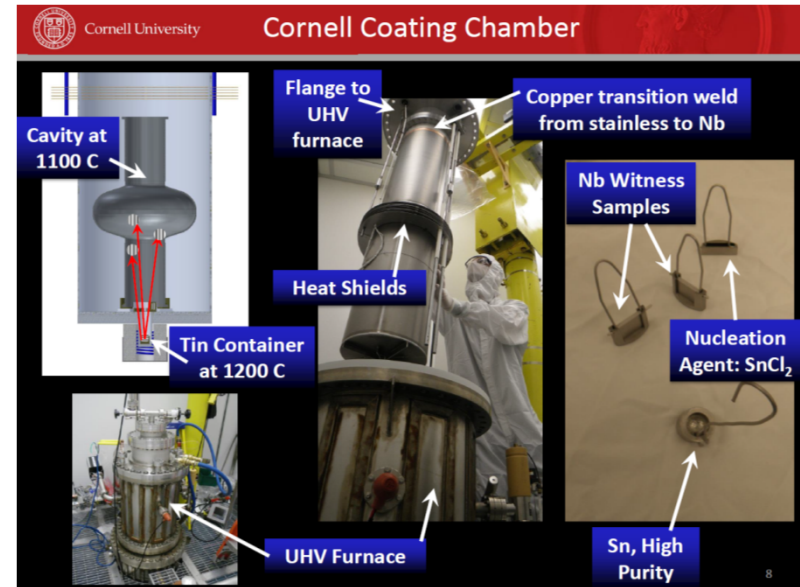 Cornell University
Cornell Coating Chamber
Flange to
UHV
furnace
Copper transition weld
from stainless to Nb
Cavity at
1100 C
Nb Witness
Samples
Heat Shields
Tin Container
at 1200 C
Nucleation
Agent: SnCl₂
UHV Furnace
Sn, High
Purity
8